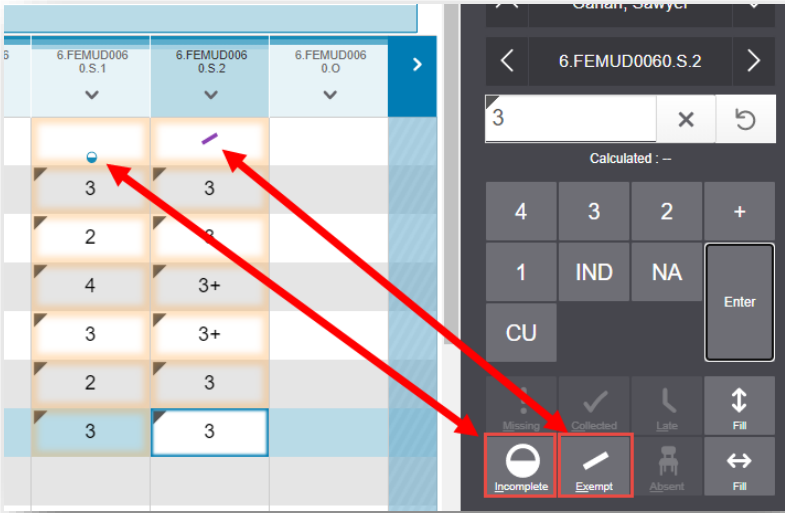 6 6.FEMUD006 6.FEMUD006 6.FEMUD006
0.S.1 0.S.2 0.O
3 3
2 3
4 3+
3 3+
2 3
3 3
Sawyer
6.FEMUD0060.S.2
3
Calculated : --
4 3 2 +
1 IND NA Enter
CU
Missing Collected Late Fill
Incomplete Exempt Absent Fill